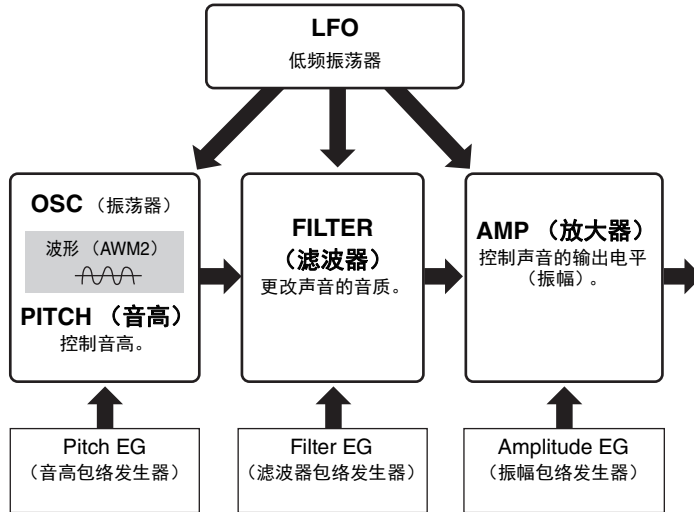 LFO
低频振荡器
OSC （振荡器）
波形 （AWM2）
PITCH （音高）
控制音高。
FILTER
（滤波器）
更改声音的音质。
AMP （放大器）
控制声音的输出电平
（振幅）。
Pitch EG
（音高包络发生器）
Filter EG
（滤波器包络发生器）
Amplitude EG
（振幅包络发生器）